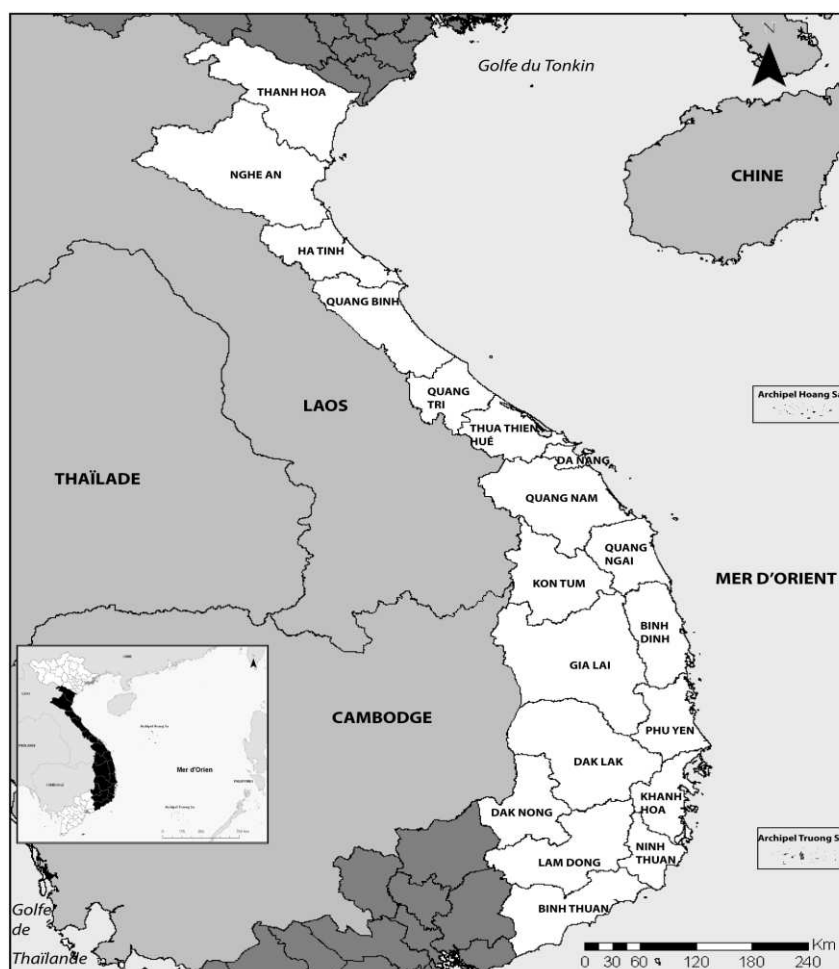 N
Golfe du Tonkin
THANH HOA
CHINE
NGHE AN
HA TINH
QUANG BINH
Archipel Hoang Sa
QUANG
TRI
LAOS
THUA THIEN
HUÊ
DA NANG
THAÏLADE
QUANG NAM
QUANG
NGAI
MER D'ORIENT
KON TUM
BINH
DINH
GIA LAI
CAMBODGE
PHU YEN
DAK LAK
Mer d'Orien
KHANH
HOA
DAK NONG
Archipel Truong S
NINH
THUAN
LAM DONG
BINH THUAN
Golfe
de
Thaïlande
Km
0 30 60 120 180 240